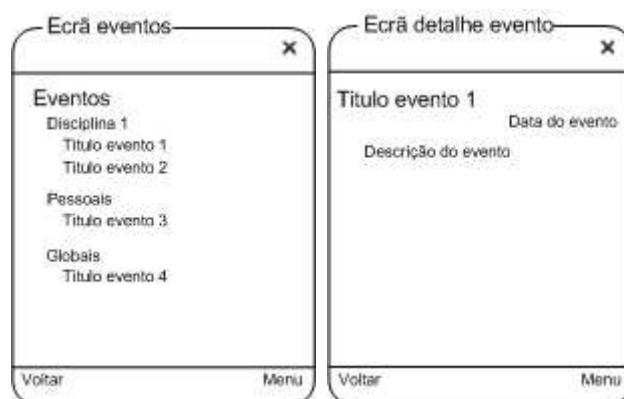 Ecrã eventos
×
Eventos
Disciplina 1
Titulo evento 1
Titulo evento 2
Pessoais
Titulo evento 3
Globais
Titulo evento 4
Voltar Menu
Ecrã detalhe evento
×
Titulo evento 1
Data do evento
Descrição do evento
Voltar Menu